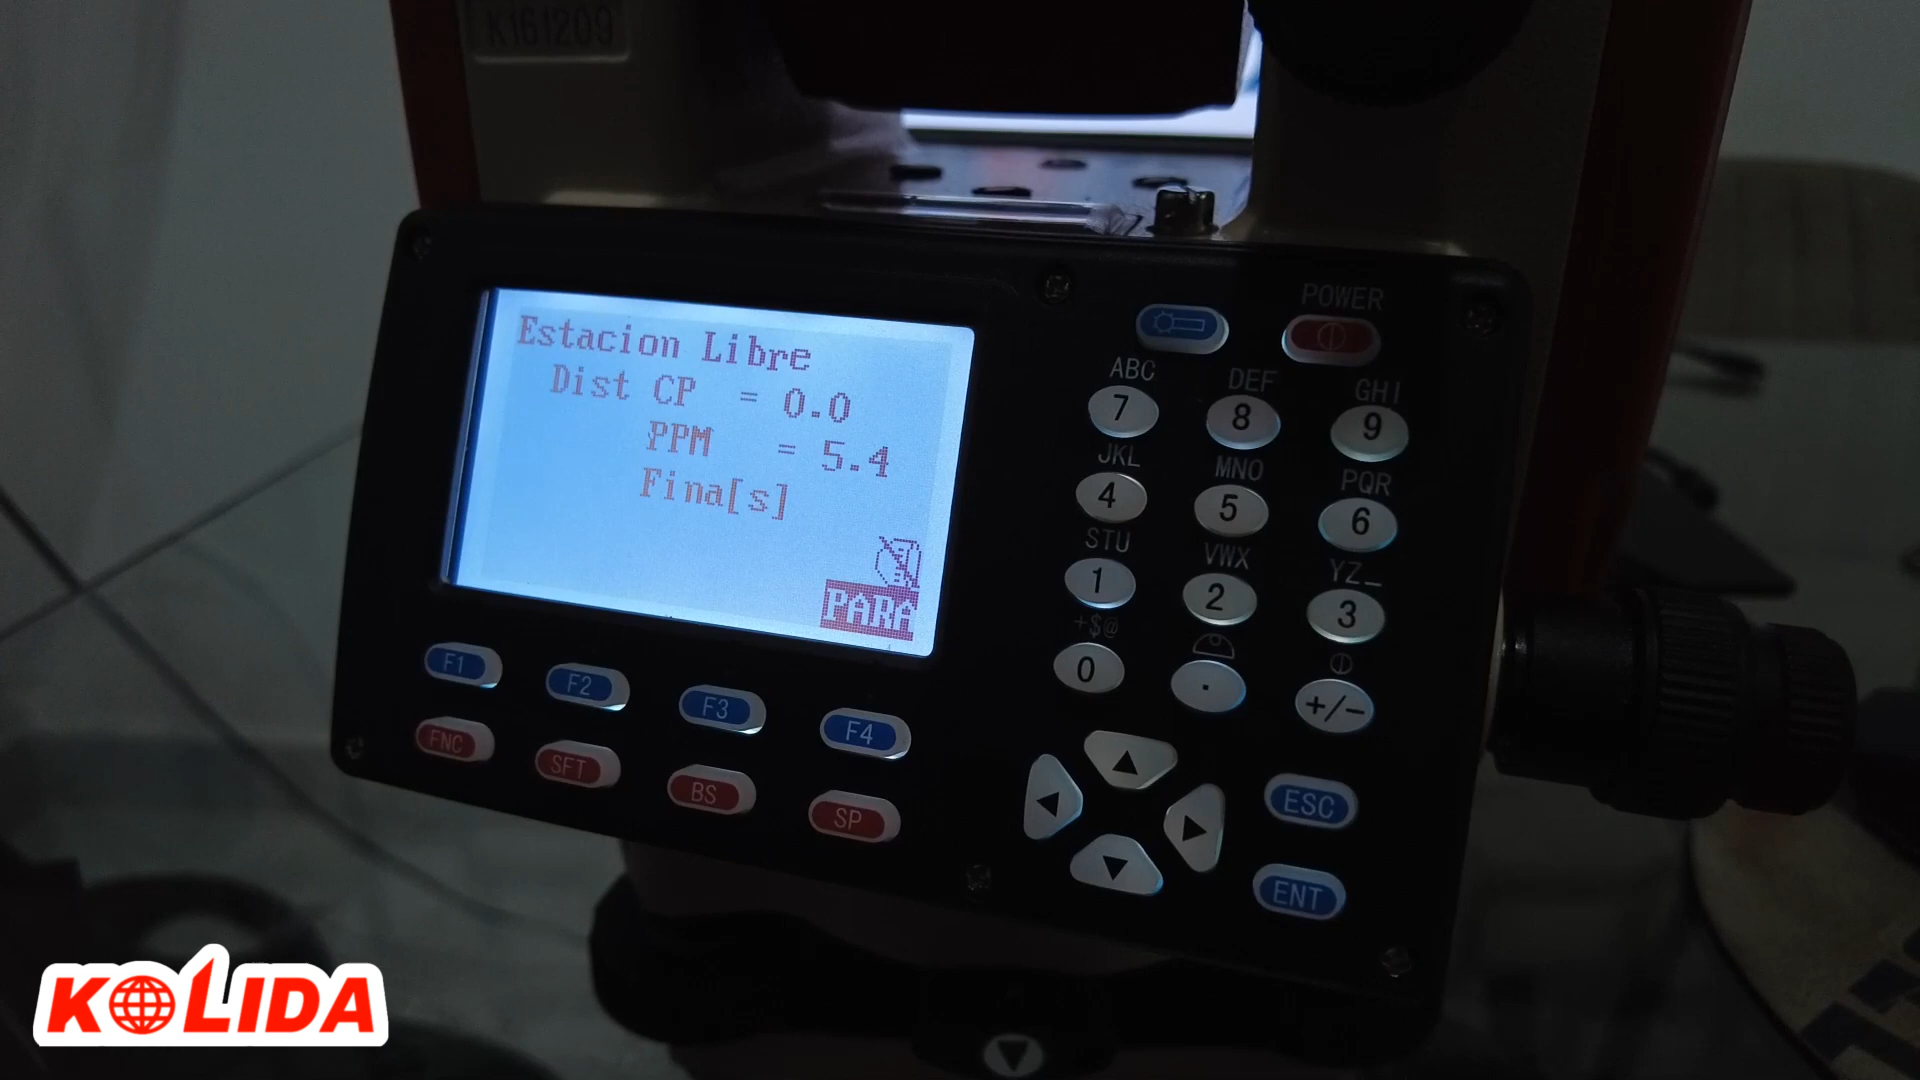 K161209
Estacion Libre
Dist CP = 0.0
PPM = 5.4
Fina[s]
PARA
POWER
ABC DEF GHI
7 8 9
JKL MNO PQR
4 5 6
STU VWX YZ_
1 2 3
+$@
0 . +/-
F1 F2 F3 F4
FNC SFT BS SP
ESC
ENT
KOLIDA